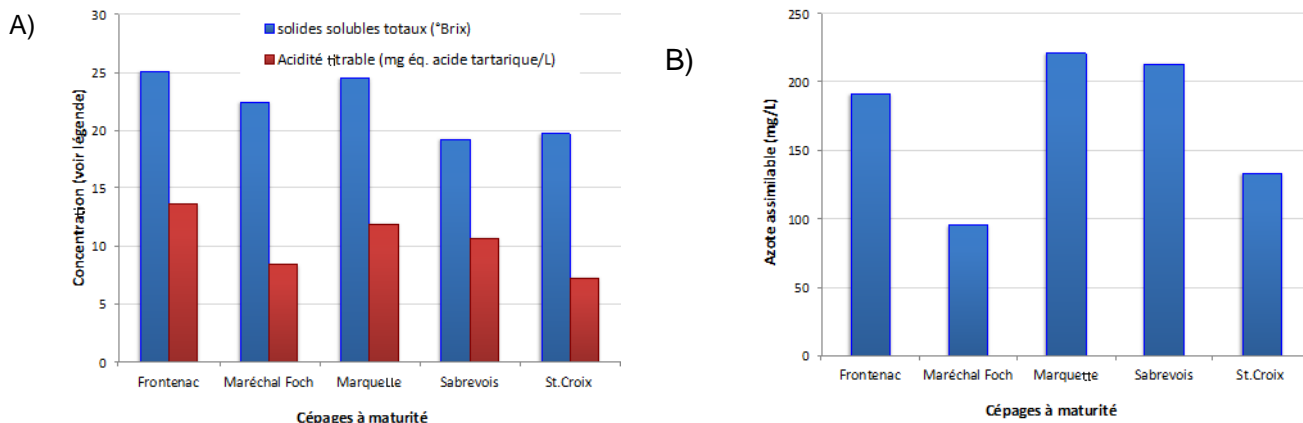 A)
30
25
20
15
10
5
0
Concentration (voir légende)
solides solubles totaux (°Brix)
Acidité titrable (mg éq. acide tartarique/L)
Frontenac Maréchal Foch Marquette Sabrevois St.Croix
Cépages à maturité
B)
250
200
150
100
50
0
Azote assimilable (mg/L)
Frontenac Maréchal Foch Marquette Sabrevois St.Croix
Cépages à maturité